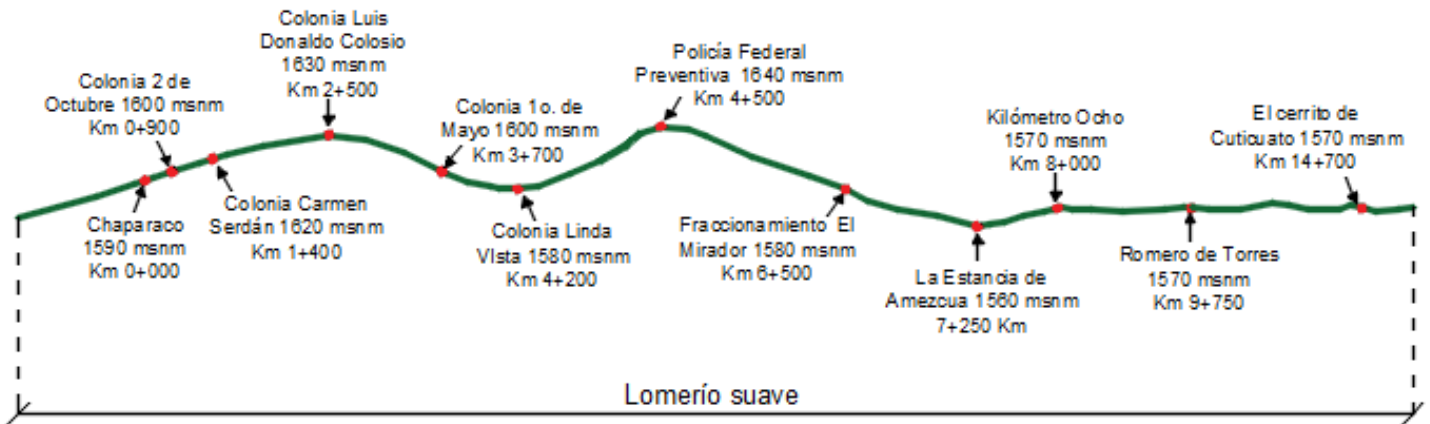 Colonia Luis
Donaldo Colosio
1630 msnm
Km 2+500
Colonia 2 de
Octubre 1600 msnm
Km 0+900
Policía Federal
Preventiva 1640 msnm
Km 4+500
Colonia 1o. de
Mayo 1600 msnm
Km 3+700
Kilómetro Ocho
1570 msnm
Km 8+000
El cerrito de
Cuticuato 1570 msnm
Km 14+700
Chaparaco
1590 msnm
Km 0+000
Colonia Carmen
Serdán 1620 msnm
Km 1+400
Colonia Linda
VIsta 1580 msnm
Km 4+200
Fraccionamiento El
Mirador 1580 msnm
Km 6+500
La Estancia de
Amezcua 1560 msnm
7+250 Km
Romero de Torres
1570 msnm
Km 9+750
Lomerío suave